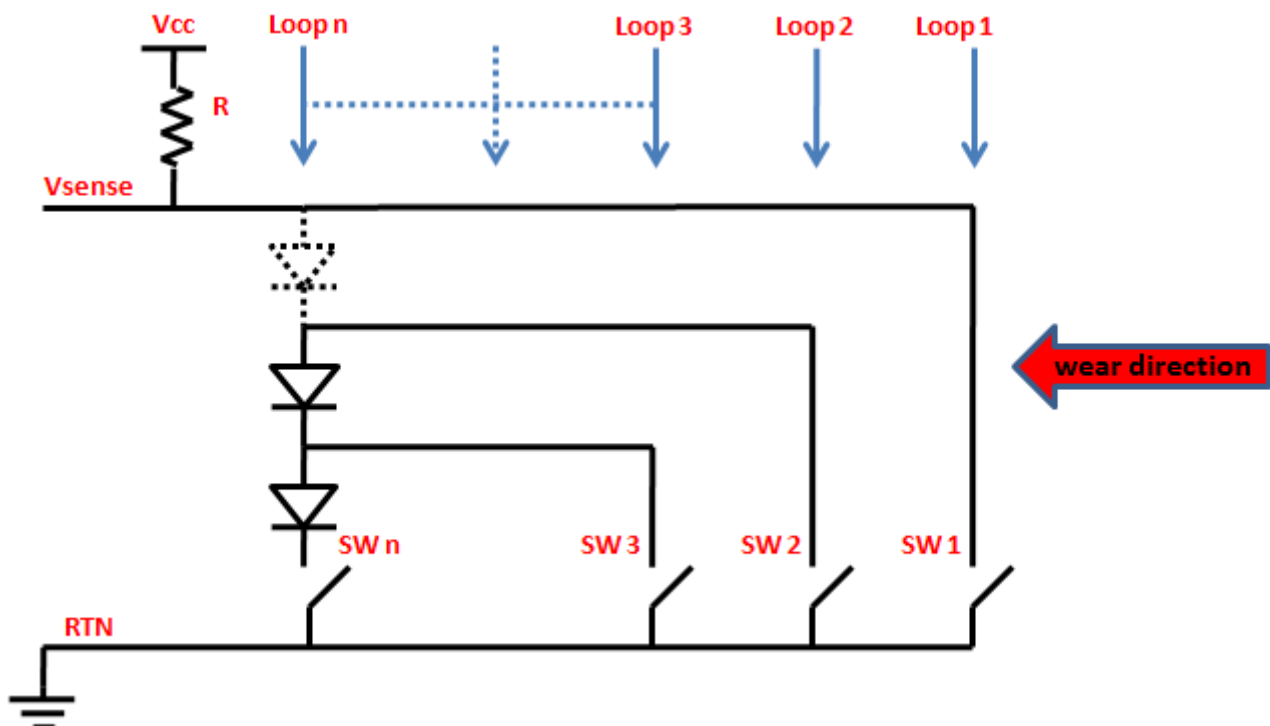 Vcc
Loop n
Loop 3
Loop 2
Loop 1
R
Vsense
wear direction
SW n
SW 3
SW 2
SW 1
RTN